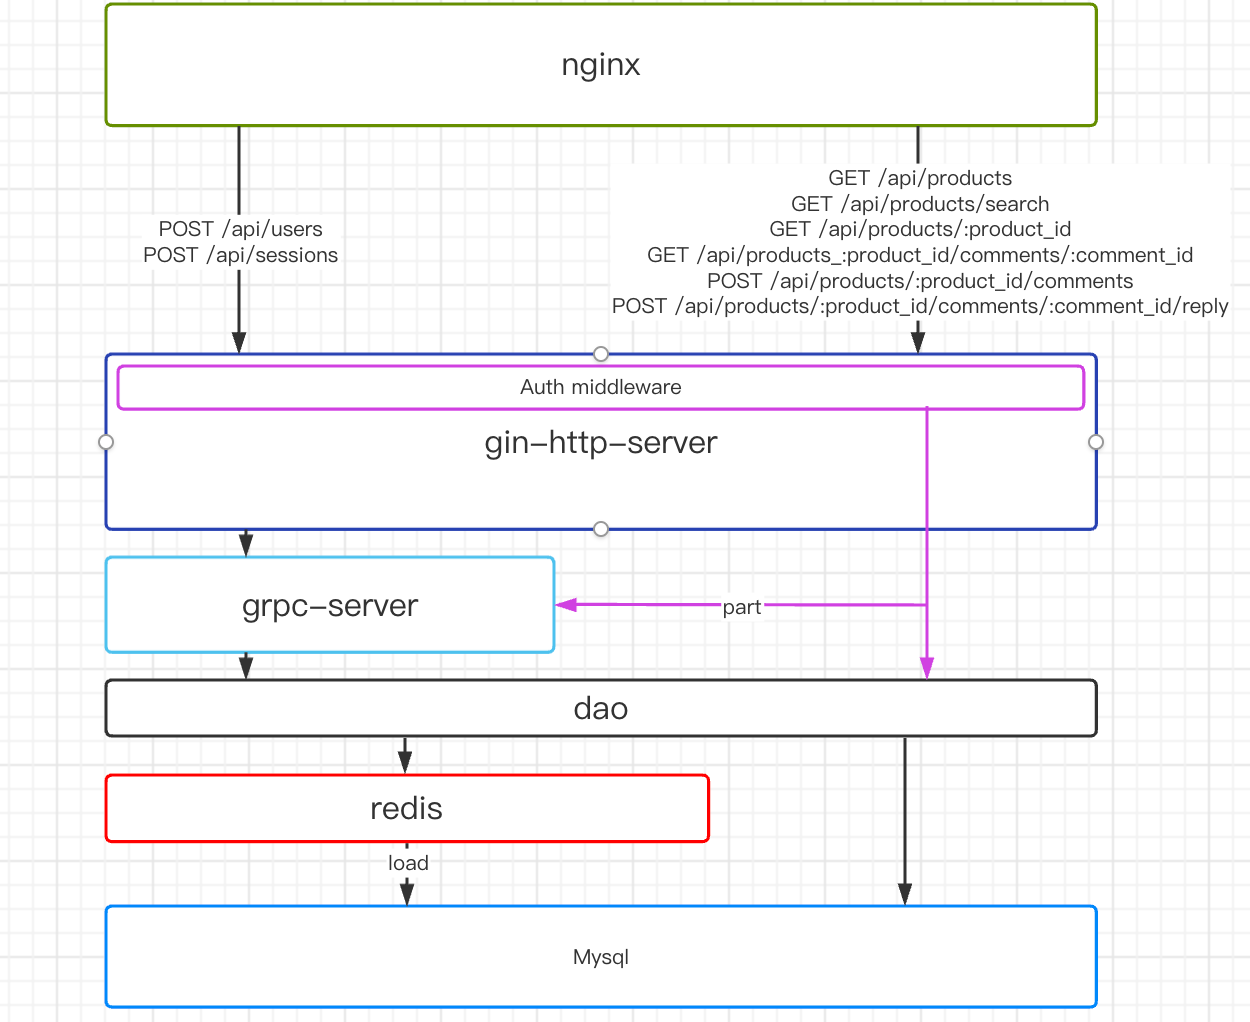 nginx
POST /api/users
POST /api/sessions
GET /api/products
GET /api/products/search
GET /api/products/:product_id
GET /api/products_:product_id/comments/:comment_id
POST /api/products/:product_id/comments
POST /api/products/:product_id/comments/:comment_id/reply
Auth middleware
gin-http-server
grpc-server
part
dao
redis
load
Mysql